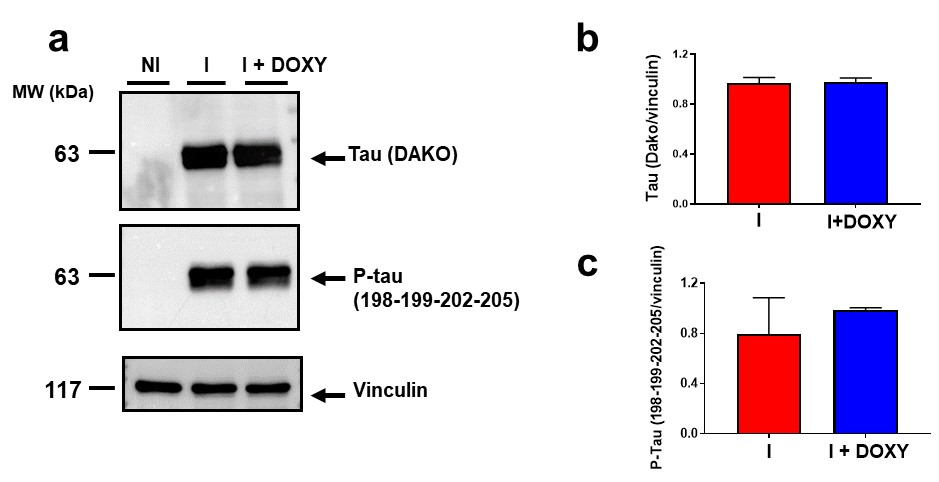 a
NI I I + DOXY
MW (kDa)
63
Tau (DAKO)
63
P-tau
(198-199-202-205)
117
Vinculin
b
Tau (Dako/vinculin)
1.2
0.8
0.4
0.0
I I+DOXY
c
P-Tau (198-199-202-205/vinculin)
1.2
0.8
0.4
0.0
I I + DOXY